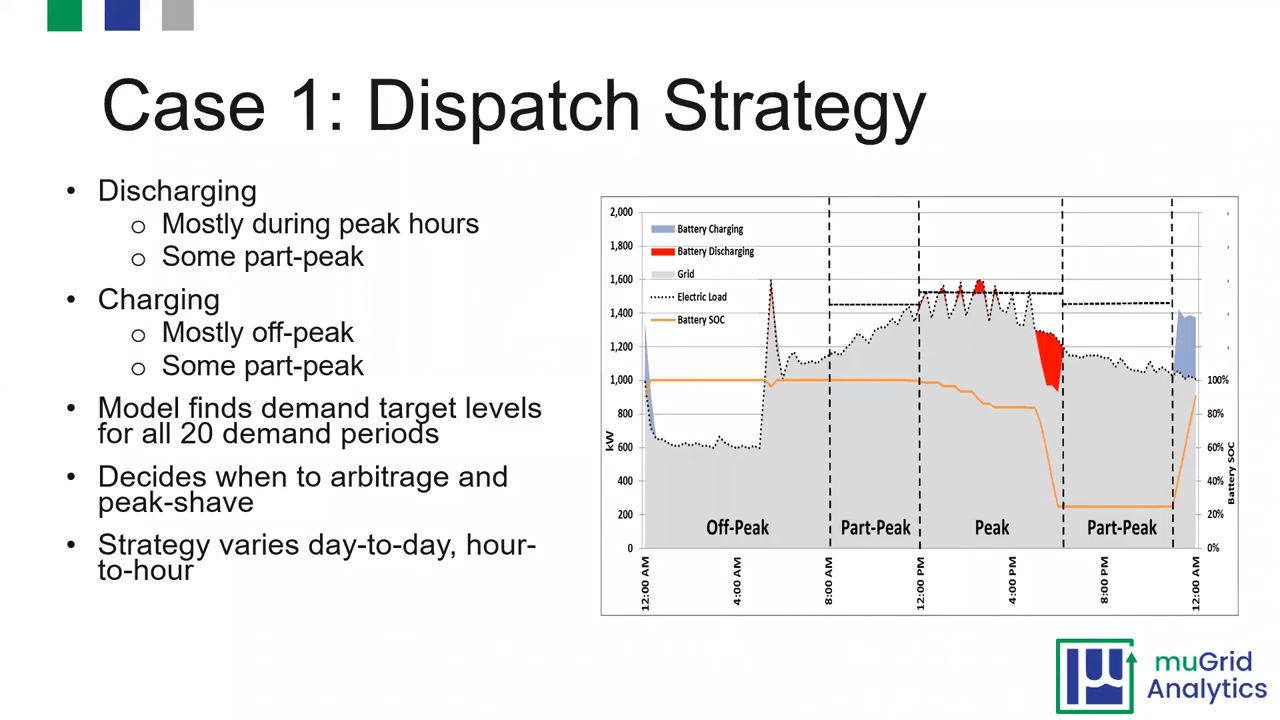 Case 1: Dispatch Strategy
• Discharging
o Mostly during peak hours
o Some part-peak
• Charging
o Mostly off-peak
o Some part-peak
• Model finds demand target levels
for all 20 demand periods
• Decides when to arbitrage and
peak-shave
• Strategy varies day-to-day, hour-
to-hour
2,000
1,800
1,600
1,400
1,200
1,000
800
600
400
200
0
kW
Battery Charging
Battery Discharging
Grid
Electric Load
Battery SOC
Off-Peak
Part-Peak
Peak
Part-Peak
100%
80%
60%
40%
20%
0%
Battery SOC
12:00 AM
4:00 AM
8:00 AM
12:00 PM
4:00 PM
8:00 PM
12:00 AM
muGrid
Analytics